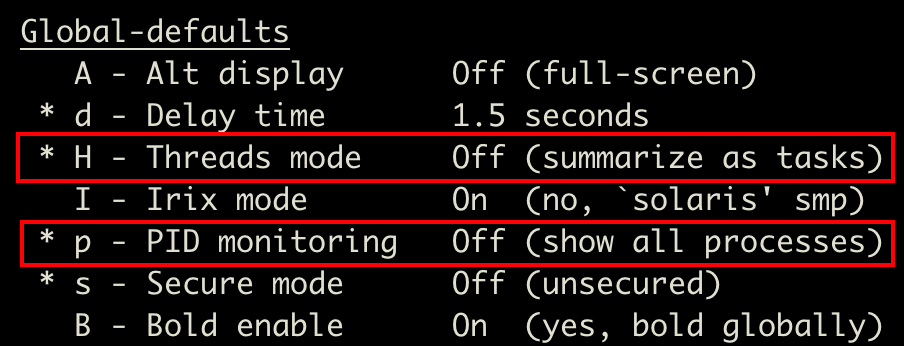 Global-defaults
   A - Alt display      Off (full-screen)
 * d - Delay time       1.5 seconds
 * H - Threads mode     Off (summarize as tasks)
   I - Irix mode        On  (no, `solaris' smp)
 * p - PID monitoring   Off (show all processes)
 * s - Secure mode      Off (unsecured)
   B - Bold enable      On  (yes, bold globally)